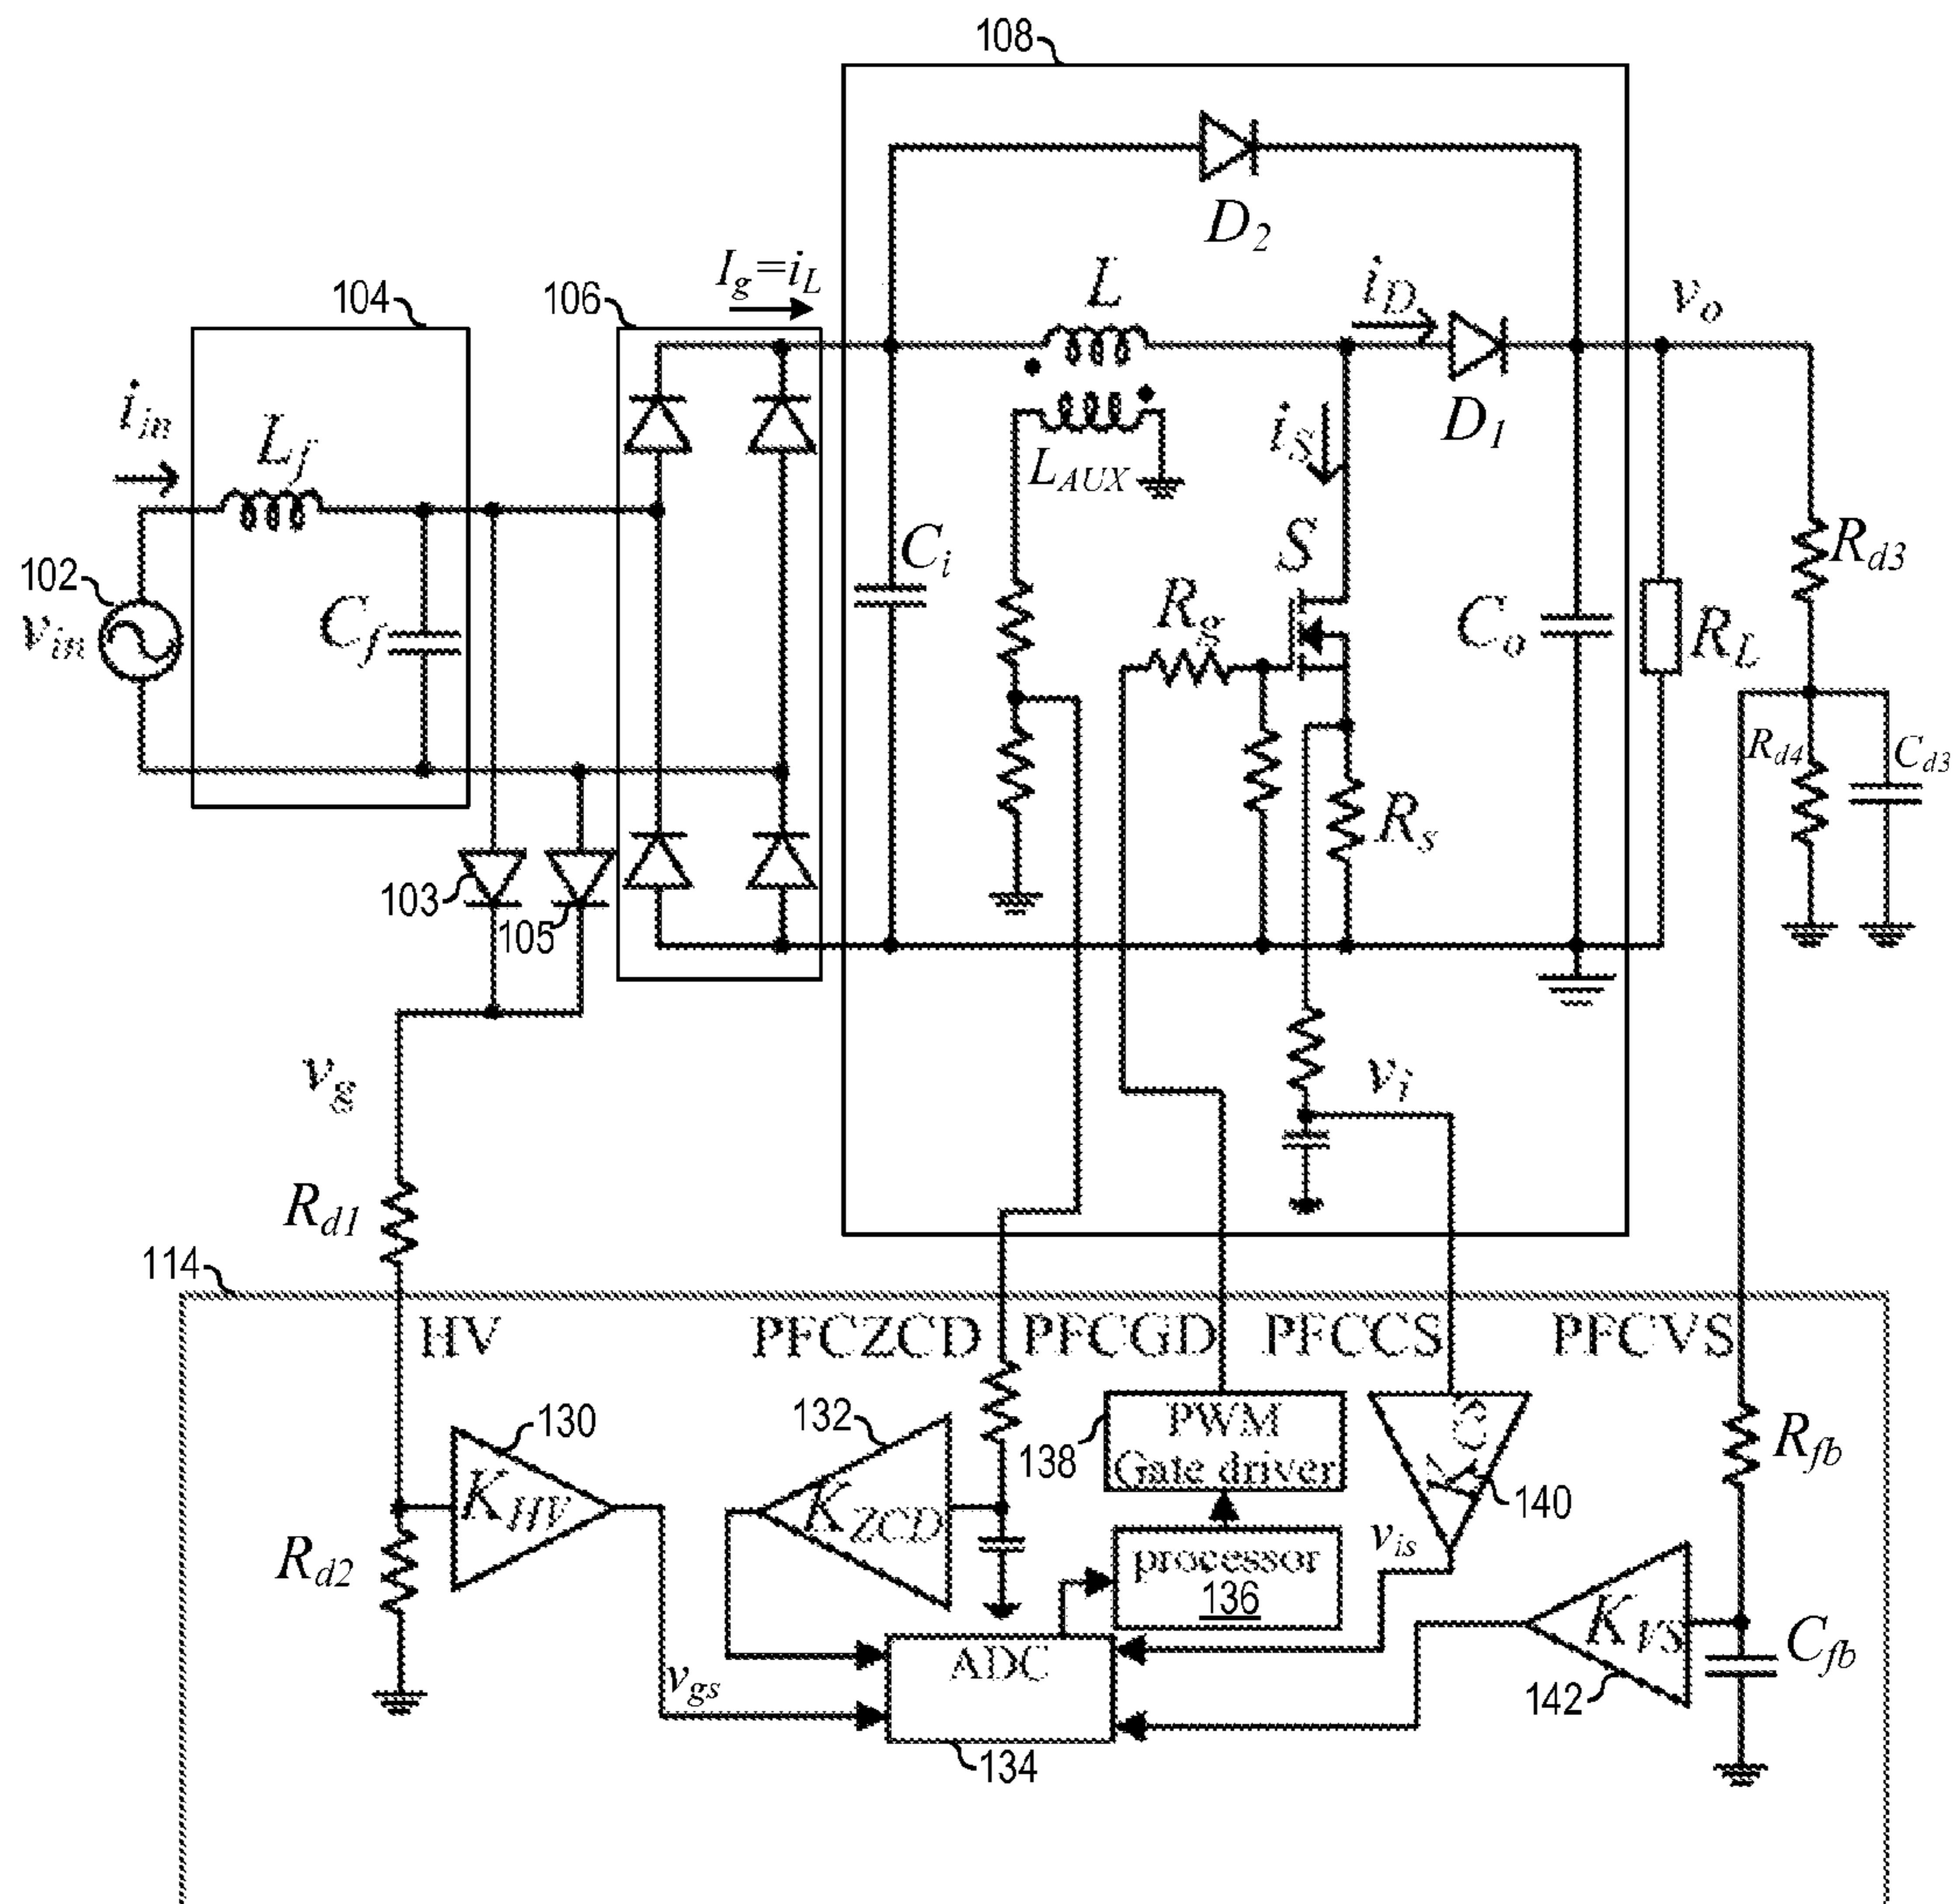 108
D2
Ig=iL
104
106
L
iD
vo
iin
Lf
iS
D1
LAUX
Rd3
102
vin
Cf
Ci
S
Rg
Co
RL
Rd4
Cd3
Rs
103
105
vg
vi
Rd1
114
HV
PFCZCD
PFCGD
PFCCS
PFCVS
130
132
138
PWM
Gate driver
KCS
140
Rfb
KHV
KZCD
Rd2
processor
136
vis
KVS
Cfb
ADC
vgs
142
134